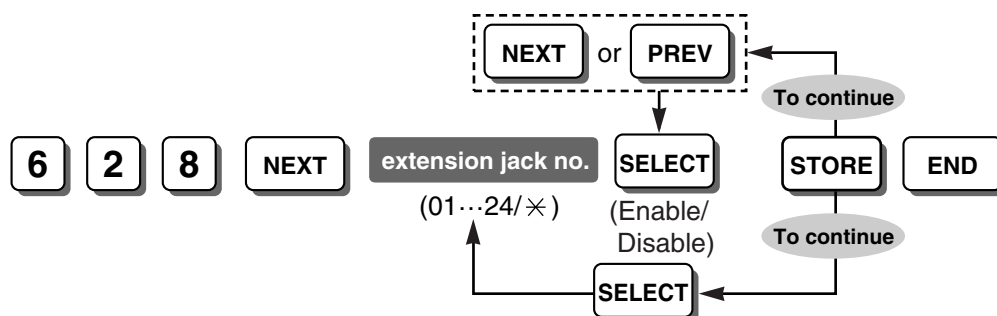 NEXT or PREV
To continue
6 2 8 NEXT extension jack no. SELECT STORE END
(01···24/✳)
(Enable/
Disable)
To continue
SELECT